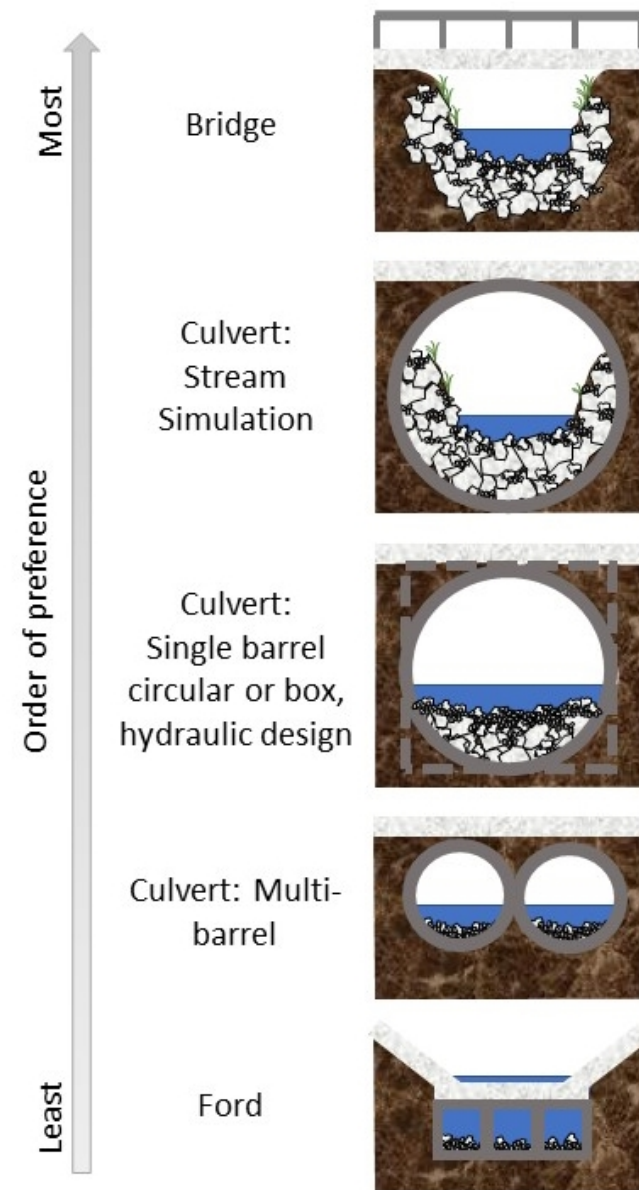 Most
Bridge
Culvert:
Stream
Simulation
Order of preference
Culvert:
Single barrel
circular or box,
hydraulic design
Culvert: Multi-
barrel
Least
Ford